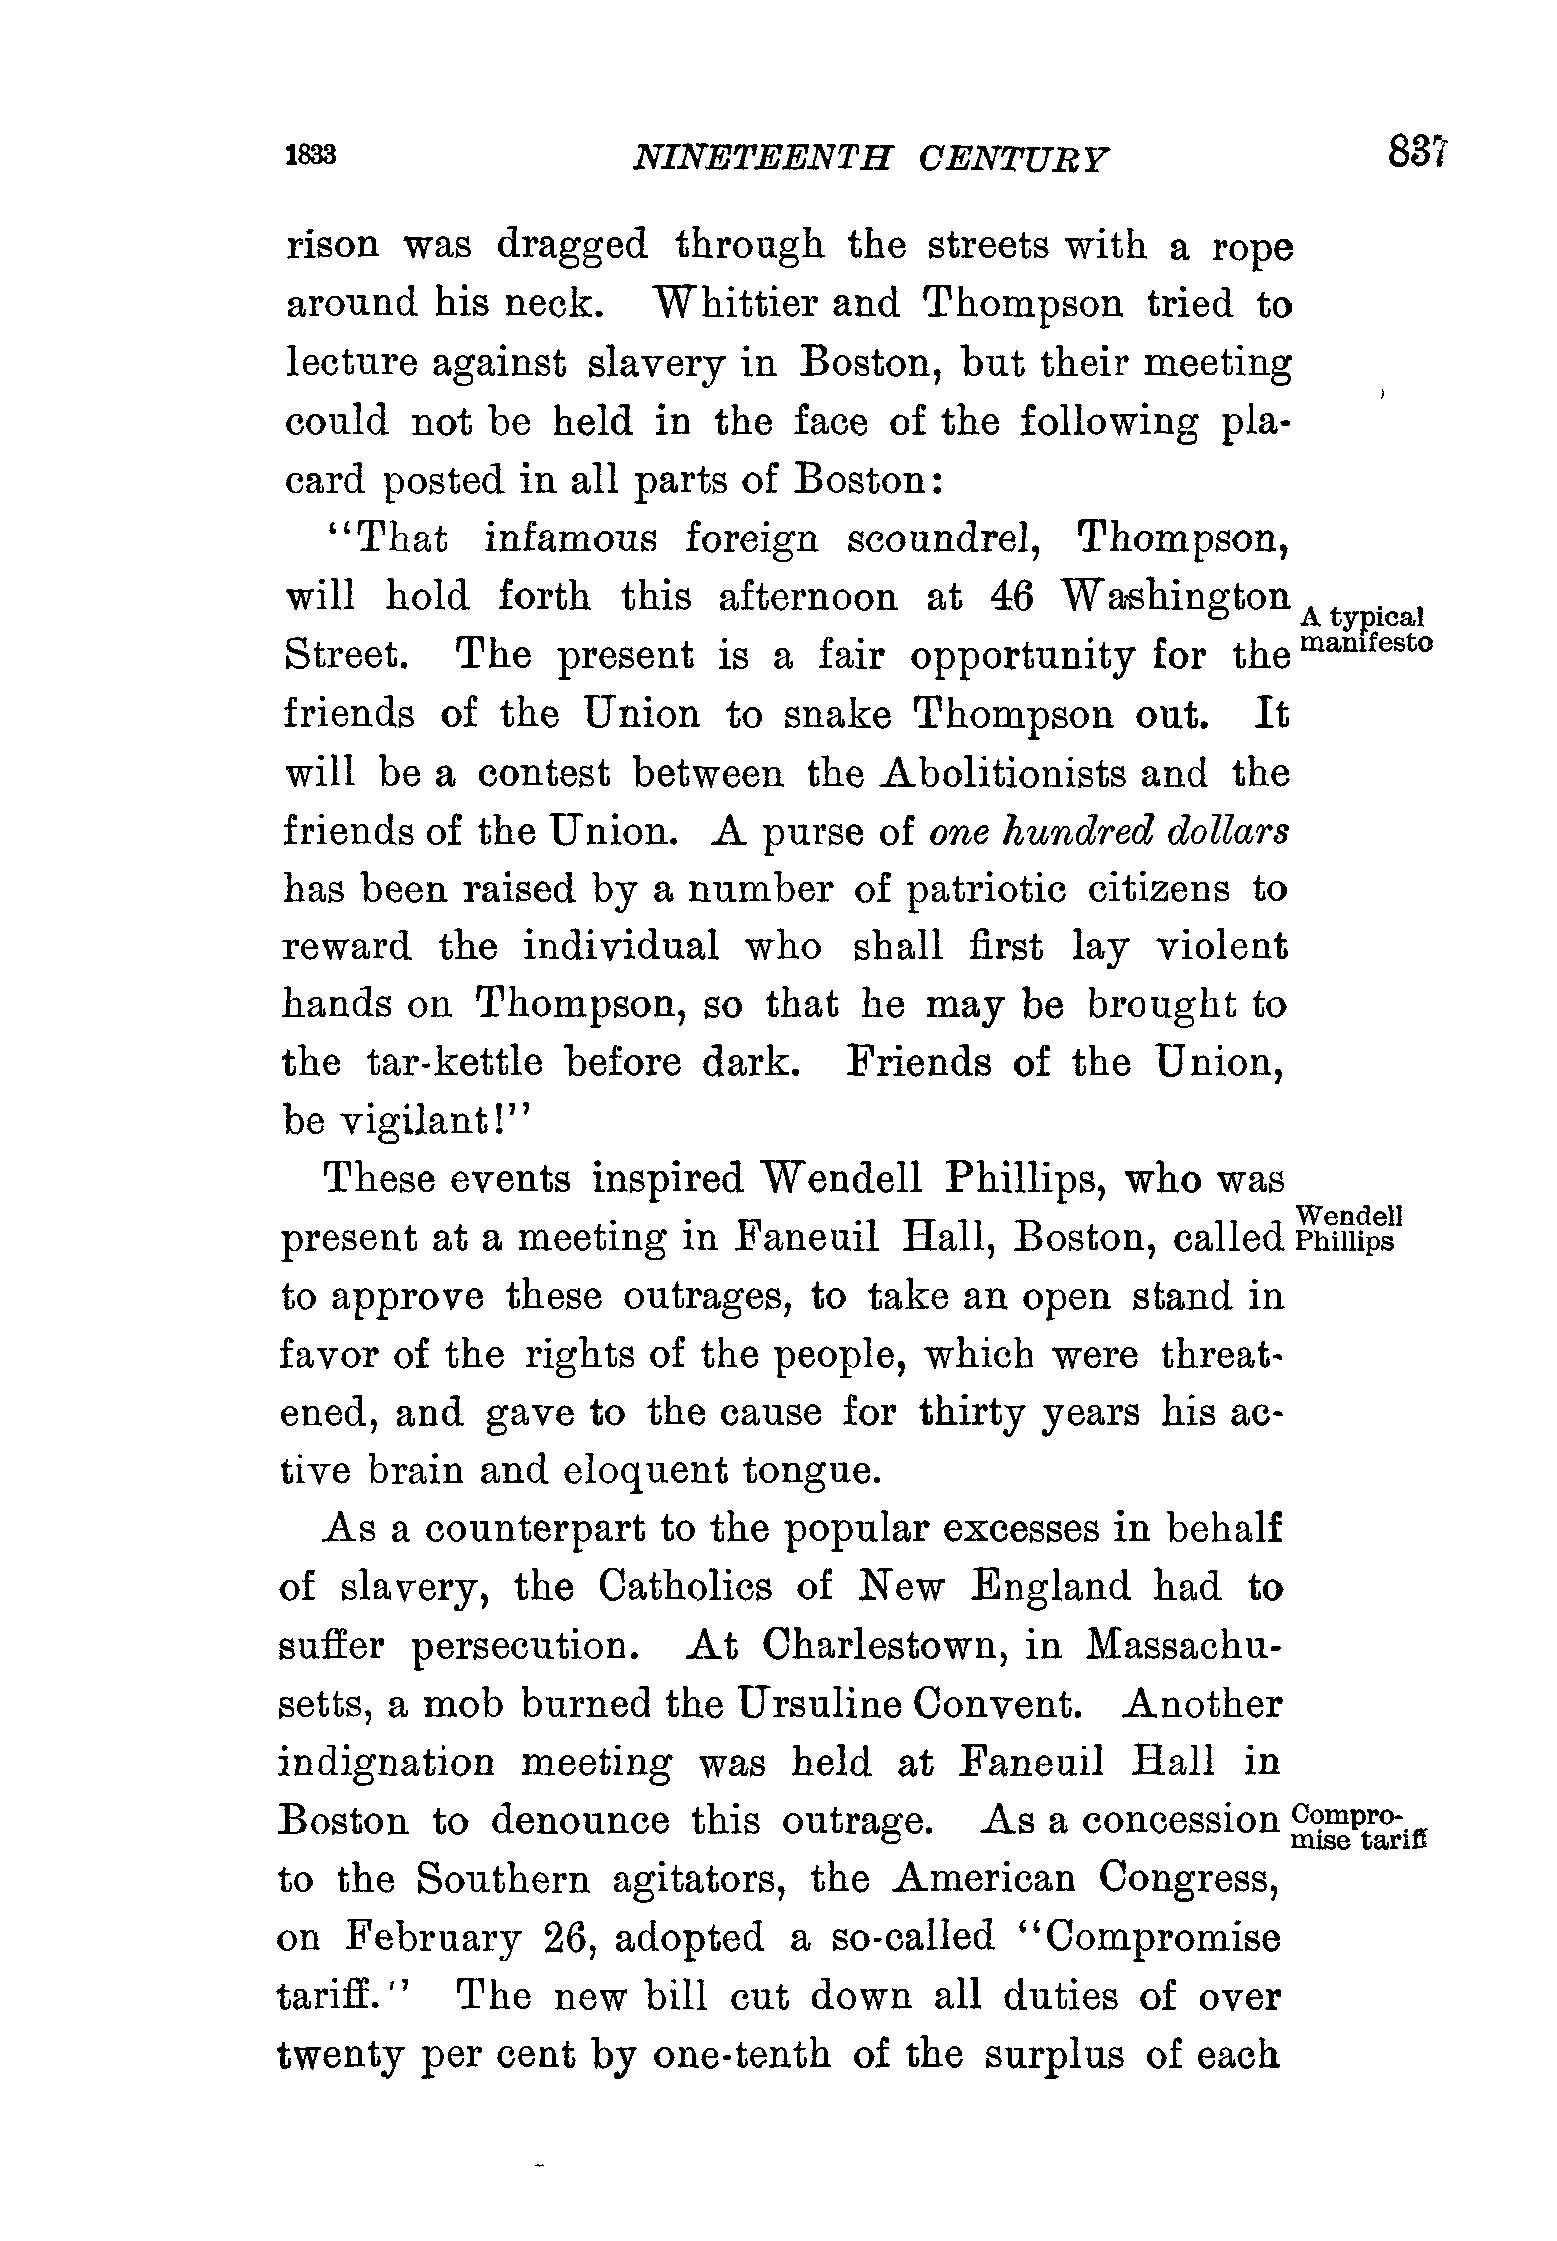 1833 NINETEENTH CENTURY 837
rison was dragged through the streets with a rope
around his neck. Whittier and Thompson tried to
lecture against slavery in Boston, but their meeting
could not be held in the face of the following pla-
card posted in all parts of Boston:
"That infamous foreign scoundrel, Thompson,
will hold forth this afternoon at 46 Washington
Street. The present is a fair opportunity for the
A typical
manifesto
friends of the Union to snake Thompson out. It
will be a contest between the Abolitionists and the
friends of the Union. A purse of one hundred dollars
has been raised by a number of patriotic citizens to
reward the individual who shall first lay violent
hands on Thompson, so that he may be brought to
the tar-kettle before dark. Friends of the Union,
be vigilant!"
These events inspired Wendell Phillips, who was
present at a meeting in Faneuil Hall, Boston, called
Wendell
Phillips
to approve these outrages, to take an open stand in
favor of the rights of the people, which were threat-
ened, and gave to the cause for thirty years his ac-
tive brain and eloquent tongue.
As a counterpart to the popular excesses in behalf
of slavery, the Catholics of New England had to
suffer persecution. At Charlestown, in Massachu-
setts, a mob burned the Ursuline Convent. Another
indignation meeting was held at Faneuil Hall in
Boston to denounce this outrage. As a concession
Compro-
mise tariff
to the Southern agitators, the American Congress,
on February 26, adopted a so-called "Compromise
tariff." The new bill cut down all duties of over
twenty per cent by one-tenth of the surplus of each